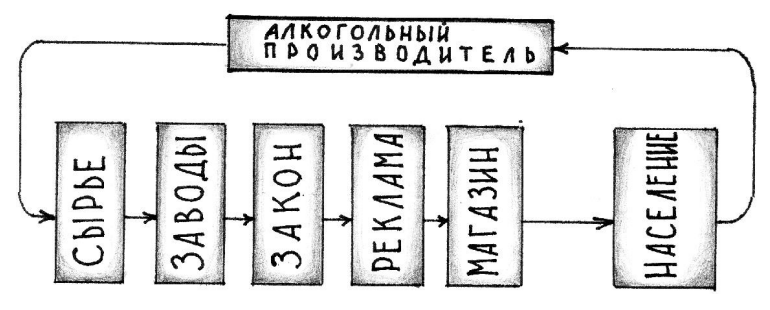 АЛКОГОЛЬНЫЙ
ПРОИЗВОДИТЕЛЬ
СЫРЬЕ
ЗАВОДЫ
ЗАКОН
РЕКЛАМА
МАГАЗИН
НАСЕЛЕНИЕ